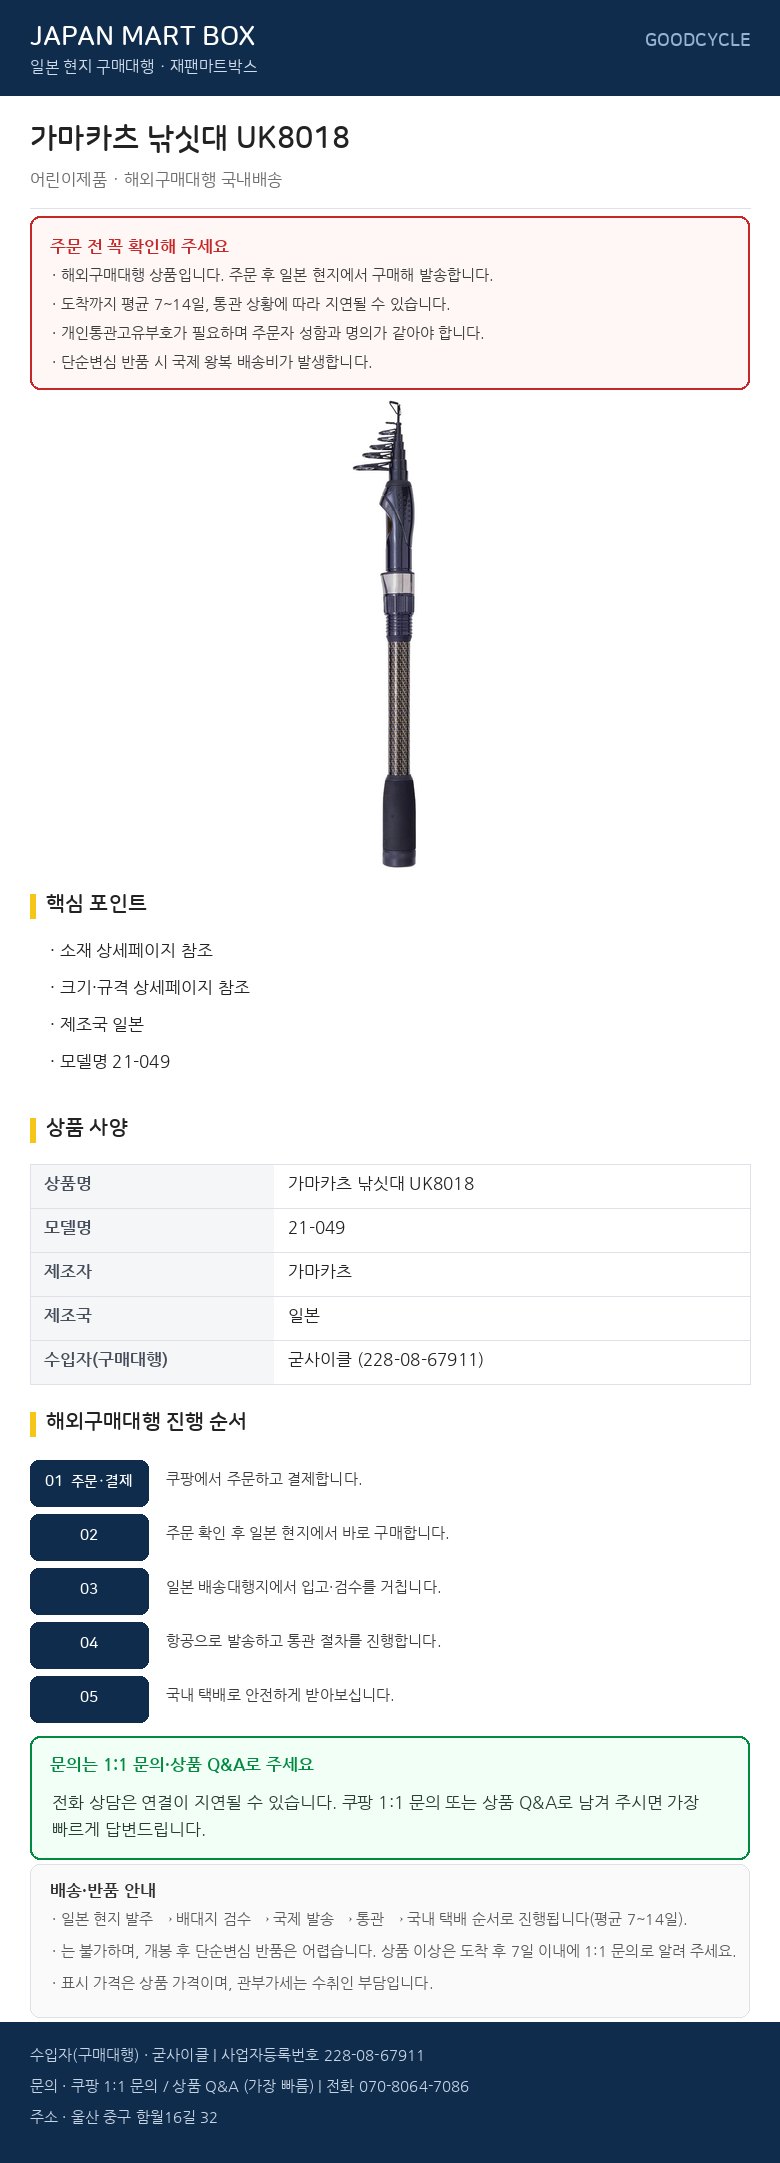 JAPAN MART BOX
일본 현지 구매대행 · 재팬마트박스
GOODCYCLE
가마카츠 낚싯대 UK8018
어린이제품 · 해외구매대행 국내배송
주문 전 꼭 확인해 주세요
· 해외구매대행 상품입니다. 주문 후 일본 현지에서 구매해 발송합니다.
· 도착까지 평균 7~14일, 통관 상황에 따라 지연될 수 있습니다.
· 개인통관고유부호가 필요하며 주문자 성함과 명의가 같아야 합니다.
· 단순변심 반품 시 국제 왕복 배송비가 발생합니다.
핵심 포인트
· 소재 상세페이지 참조
· 크기·규격 상세페이지 참조
· 제조국 일본
· 모델명 21-049
상품 사양
상품명 가마카츠 낚싯대 UK8018
모델명 21-049
제조자 가마카츠
제조국 일본
수입자(구매대행) 굳사이클 (228-08-67911)
해외구매대행 진행 순서
01 주문·결제 쿠팡에서 주문하고 결제합니다.
02 주문 확인 후 일본 현지에서 바로 구매합니다.
03 일본 배송대행지에서 입고·검수를 거칩니다.
04 항공으로 발송하고 통관 절차를 진행합니다.
05 국내 택배로 안전하게 받아보십니다.
문의는 1:1 문의·상품 Q&A로 주세요
전화 상담은 연결이 지연될 수 있습니다. 쿠팡 1:1 문의 또는 상품 Q&A로 남겨 주시면 가장
빠르게 답변드립니다.
배송·반품 안내
· 일본 현지 발주 → 배대지 검수 → 국제 발송 → 통관 → 국내 택배 순서로 진행됩니다(평균 7~14일).
· 는 불가하며, 개봉 후 단순변심 반품은 어렵습니다. 상품 이상은 도착 후 7일 이내에 1:1 문의로 알려 주세요.
· 표시 가격은 상품 가격이며, 관부가세는 수취인 부담입니다.
수입자(구매대행) · 굳사이클 | 사업자등록번호 228-08-67911
문의 · 쿠팡 1:1 문의 / 상품 Q&A (가장 빠름) | 전화 070-8064-7086
주소 · 울산 중구 함월16길 32